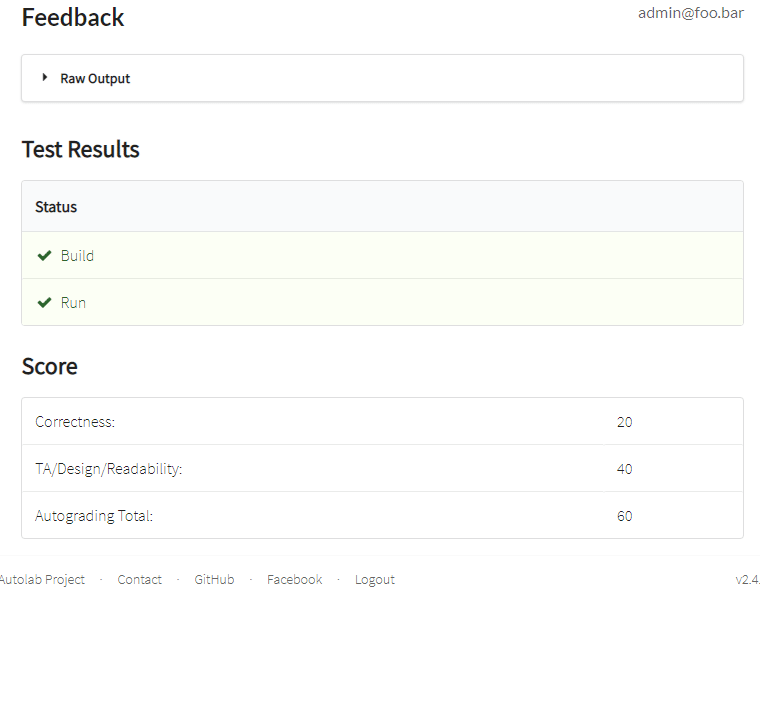 Feedback
admin@foo.bar
Raw Output
Test Results
Status
Build
Run
Score
Correctness: 20
TA/Design/Readability: 40
Autograding Total: 60
Autolab Project · Contact · GitHub · Facebook · Logout
v2.4.